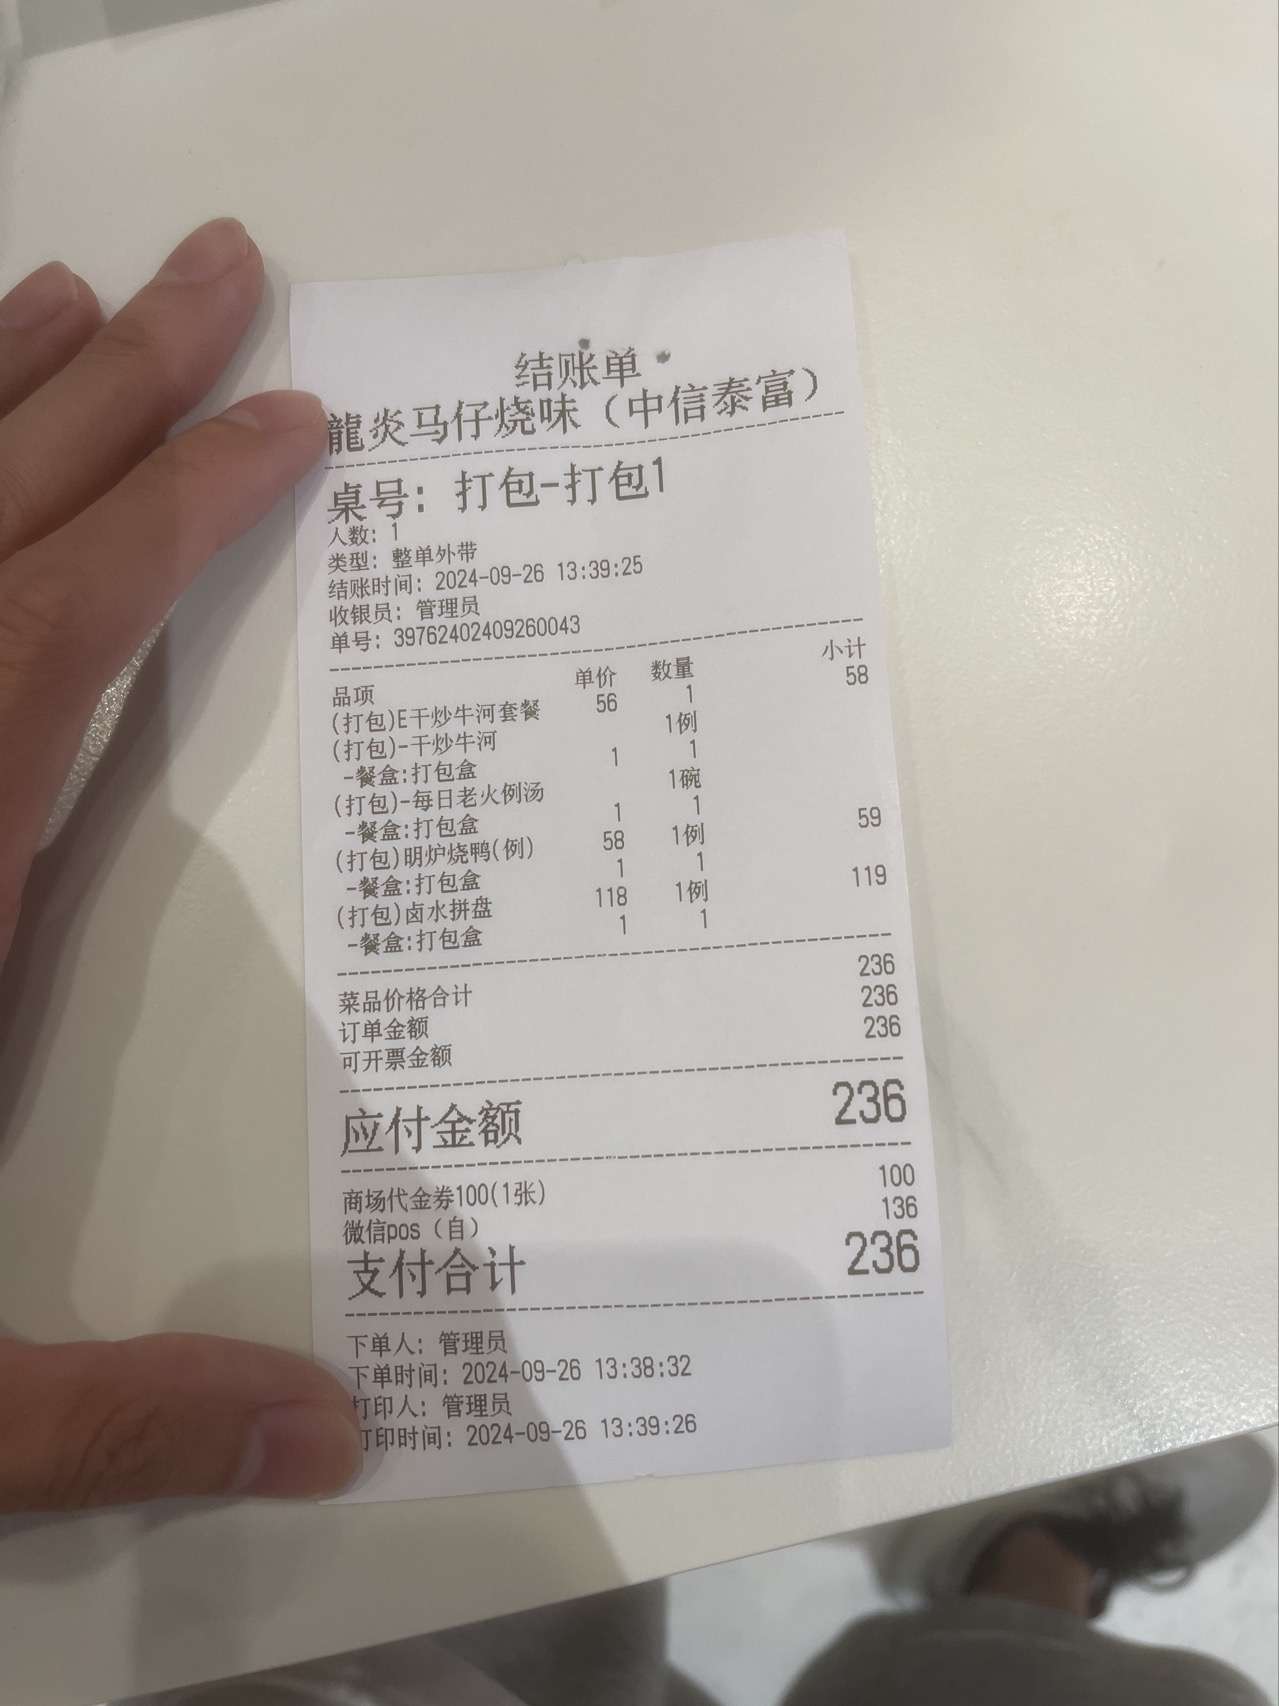 结账单
龍炎马仔烧味（中信泰富）
桌号: 打包-打包1
人数: 1
类型: 整单外带
结账时间: 2024-09-26 13:39:25
收银员: 管理员
单号: 39762402409260043
品项 单价 数量 小计
(打包)E干炒牛河套餐 56 1 58
(打包)-干炒牛河 1例
-餐盒:打包盒 1 1
(打包)-每日老火例汤 1碗
-餐盒:打包盒 1 1
(打包)明炉烧鸭(例) 58 1例 59
-餐盒:打包盒 1 1
(打包)卤水拼盘 118 1例 119
-餐盒:打包盒 1 1
菜品价格合计 236
订单金额 236
可开票金额 236
应付金额 236
商场代金券100(1张) 100
微信pos（自） 136
支付合计 236
下单人: 管理员
下单时间: 2024-09-26 13:38:32
打印人: 管理员
打印时间: 2024-09-26 13:39:26